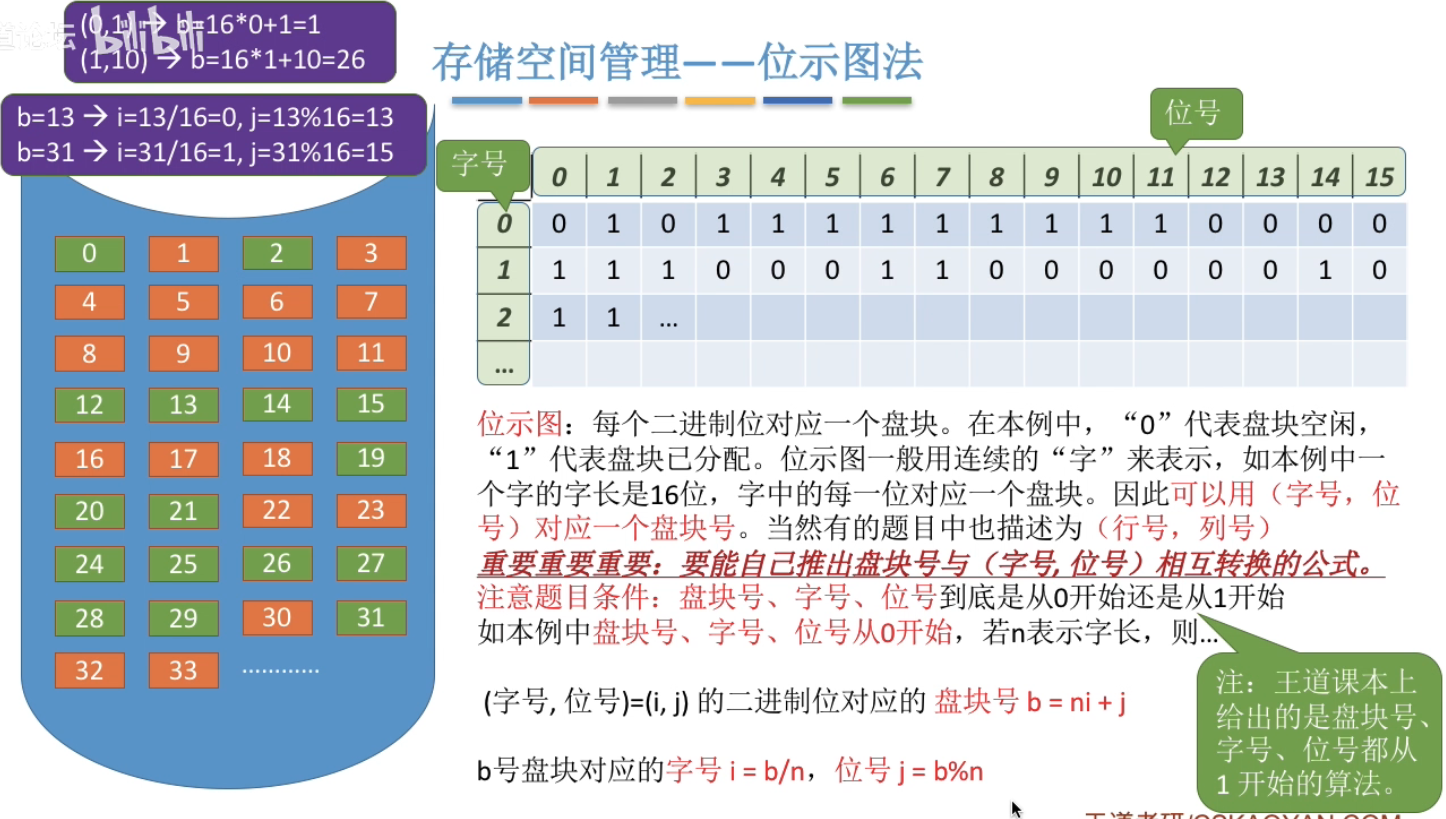 (0,1) → b=16*0+1=1
bilibili
(1,10) → b=16*1+10=26
b=13 → i=13/16=0, j=13%16=13
b=31 → i=31/16=1, j=31%16=15
存储空间管理——位示图法
位号
字号
0 1 2 3 4 5 6 7 8 9 10 11 12 13 14 15
0 0 1 0 1 1 1 1 1 1 1 1 1 0 0 0 0
1 1 1 1 0 0 0 1 1 0 0 0 0 0 0 1 0
2 1 1 ...
...
0 1 2 3
4 5 6 7
8 9 10 11
12 13 14 15
16 17 18 19
20 21 22 23
24 25 26 27
28 29 30 31
32 33 …………
位示图：每个二进制位对应一个盘块。在本例中，“0”代表盘块空闲，
“1”代表盘块已分配。位示图一般用连续的“字”来表示，如本例中一
个字的字长是16位，字中的每一位对应一个盘块。因此可以用（字号，位
号）对应一个盘块号。当然有的题目中也描述为（行号，列号）
重要重要重要：要能自己推出盘块号与（字号, 位号）相互转换的公式。
注意题目条件：盘块号、字号、位号到底是从0开始还是从1开始
如本例中盘块号、字号、位号从0开始，若n表示字长，则...
(字号, 位号)=(i, j) 的二进制位对应的 盘块号 b = ni + j
b号盘块对应的字号 i = b/n，位号 j = b%n
注：王道课本上
给出的是盘块号、
字号、位号都从
1 开始的算法。